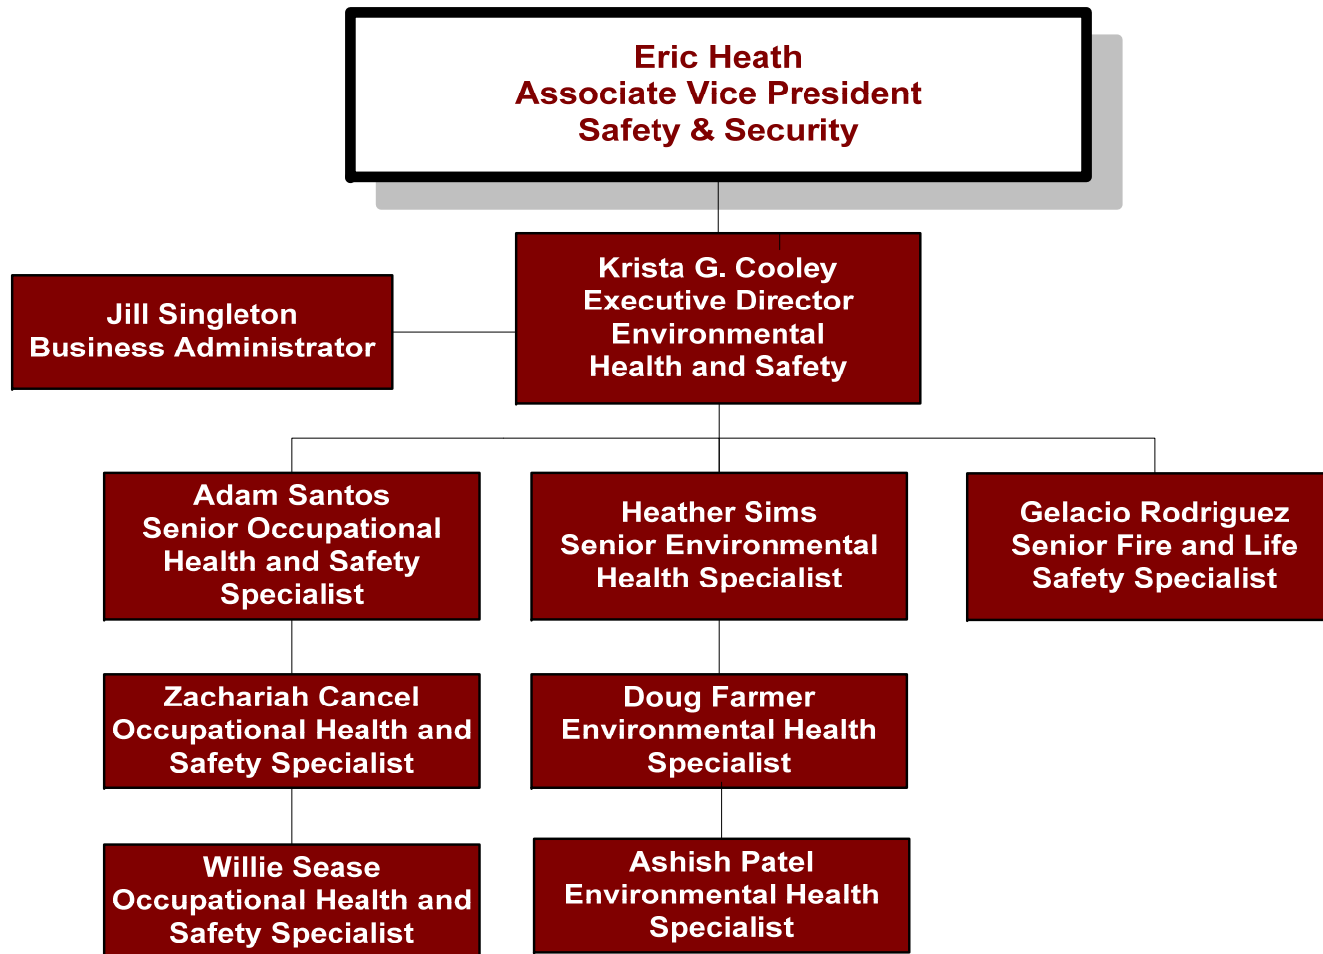 Eric Heath
Associate Vice President
Safety & Security
Krista G. Cooley
Executive Director
Environmental
Health and Safety
Jill Singleton
Business Administrator
Adam Santos
Senior Occupational
Health and Safety
Specialist
Heather Sims
Senior Environmental
Health Specialist
Gelacio Rodriguez
Senior Fire and Life
Safety Specialist
Zachariah Cancel
Occupational Health and
Safety Specialist
Doug Farmer
Environmental Health
Specialist
Willie Sease
Occupational Health and
Safety Specialist
Ashish Patel
Environmental Health
Specialist